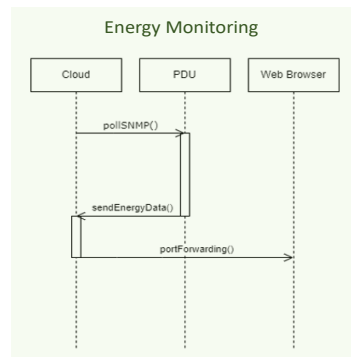 Energy Monitoring
Cloud PDU Web Browser
pollSNMP()
sendEnergyData()
portForwarding()